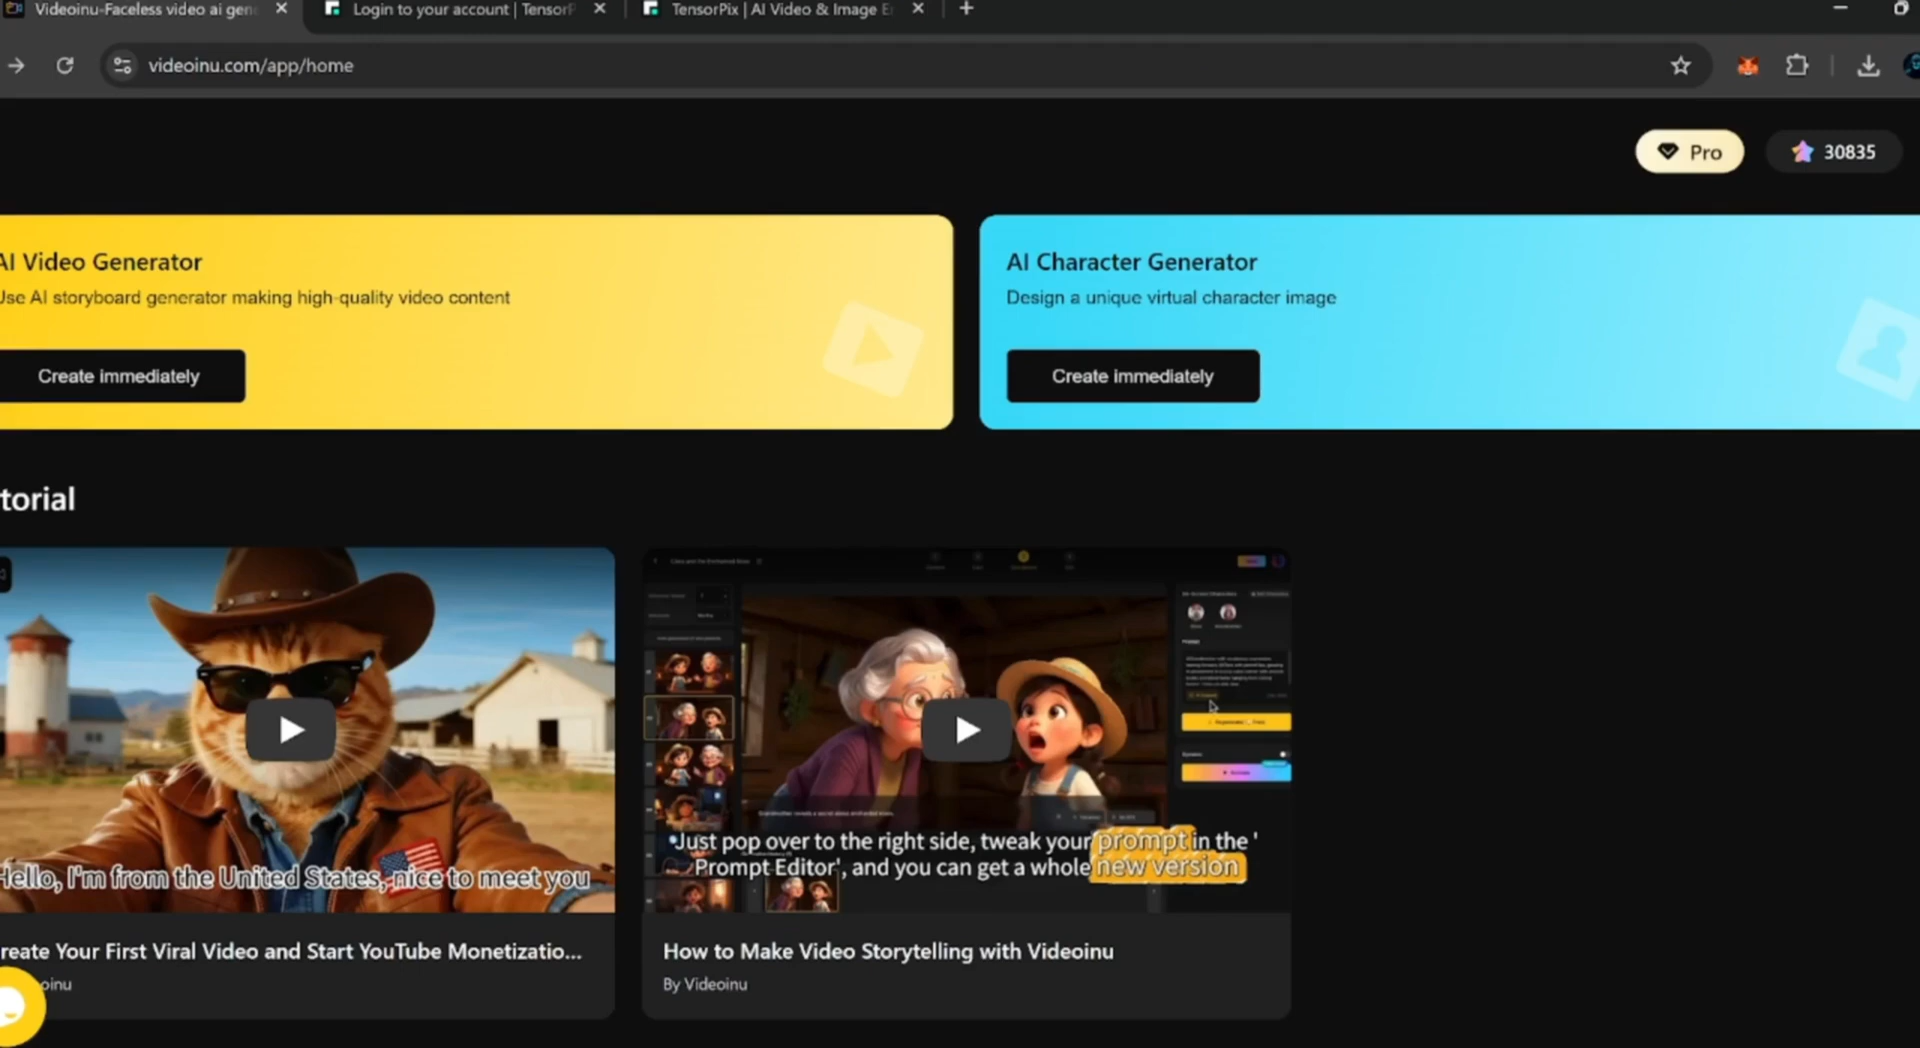 Videoinu-Faceless video ai gen
Login to your account | TensorP
TensorPix | AI Video & Image E
videoinu.com/app/home
Pro
30835
AI Video Generator
Use AI storyboard generator making high-quality video content
Create immediately
AI Character Generator
Design a unique virtual character image
Create immediately
torial
Hello, I'm from the United States, nice to meet you
Just pop over to the right side, tweak your prompt in the '
Prompt Editor', and you can get a whole new version
reate Your First Viral Video and Start YouTube Monetizatio...
oinu
How to Make Video Storytelling with Videoinu
By Videoinu